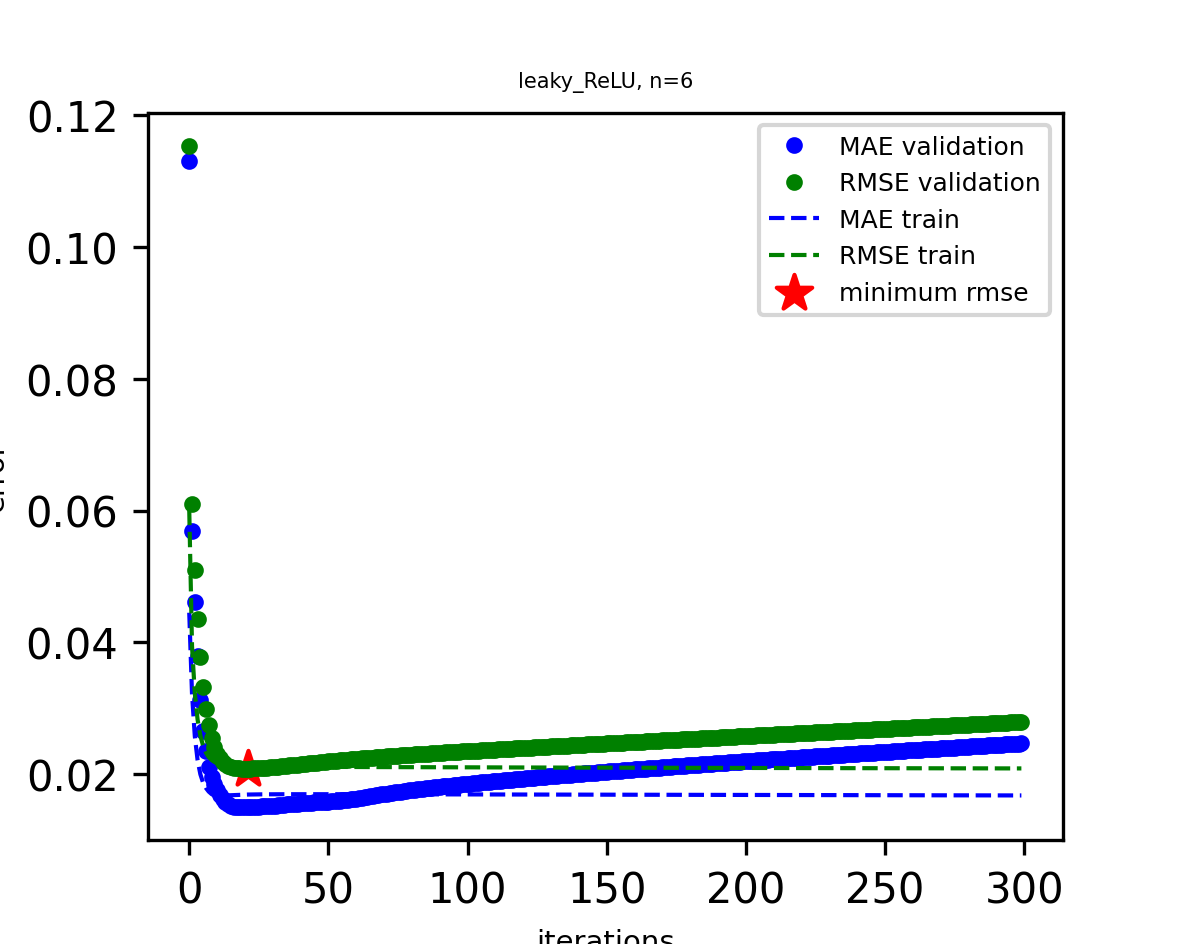 leaky_ReLU, n=6
0.12
0.10
0.08
0.06
0.04
0.02
MAE validation
RMSE validation
MAE train
RMSE train
minimum rmse
0 50 100 150 200 250 300
iterations